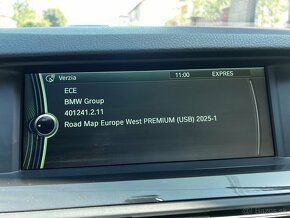 Verzia 11:00 EXPRES
ECE
BMW Group
401241.2.11
Road Map Europe West PREMIUM (USB) 2025-1